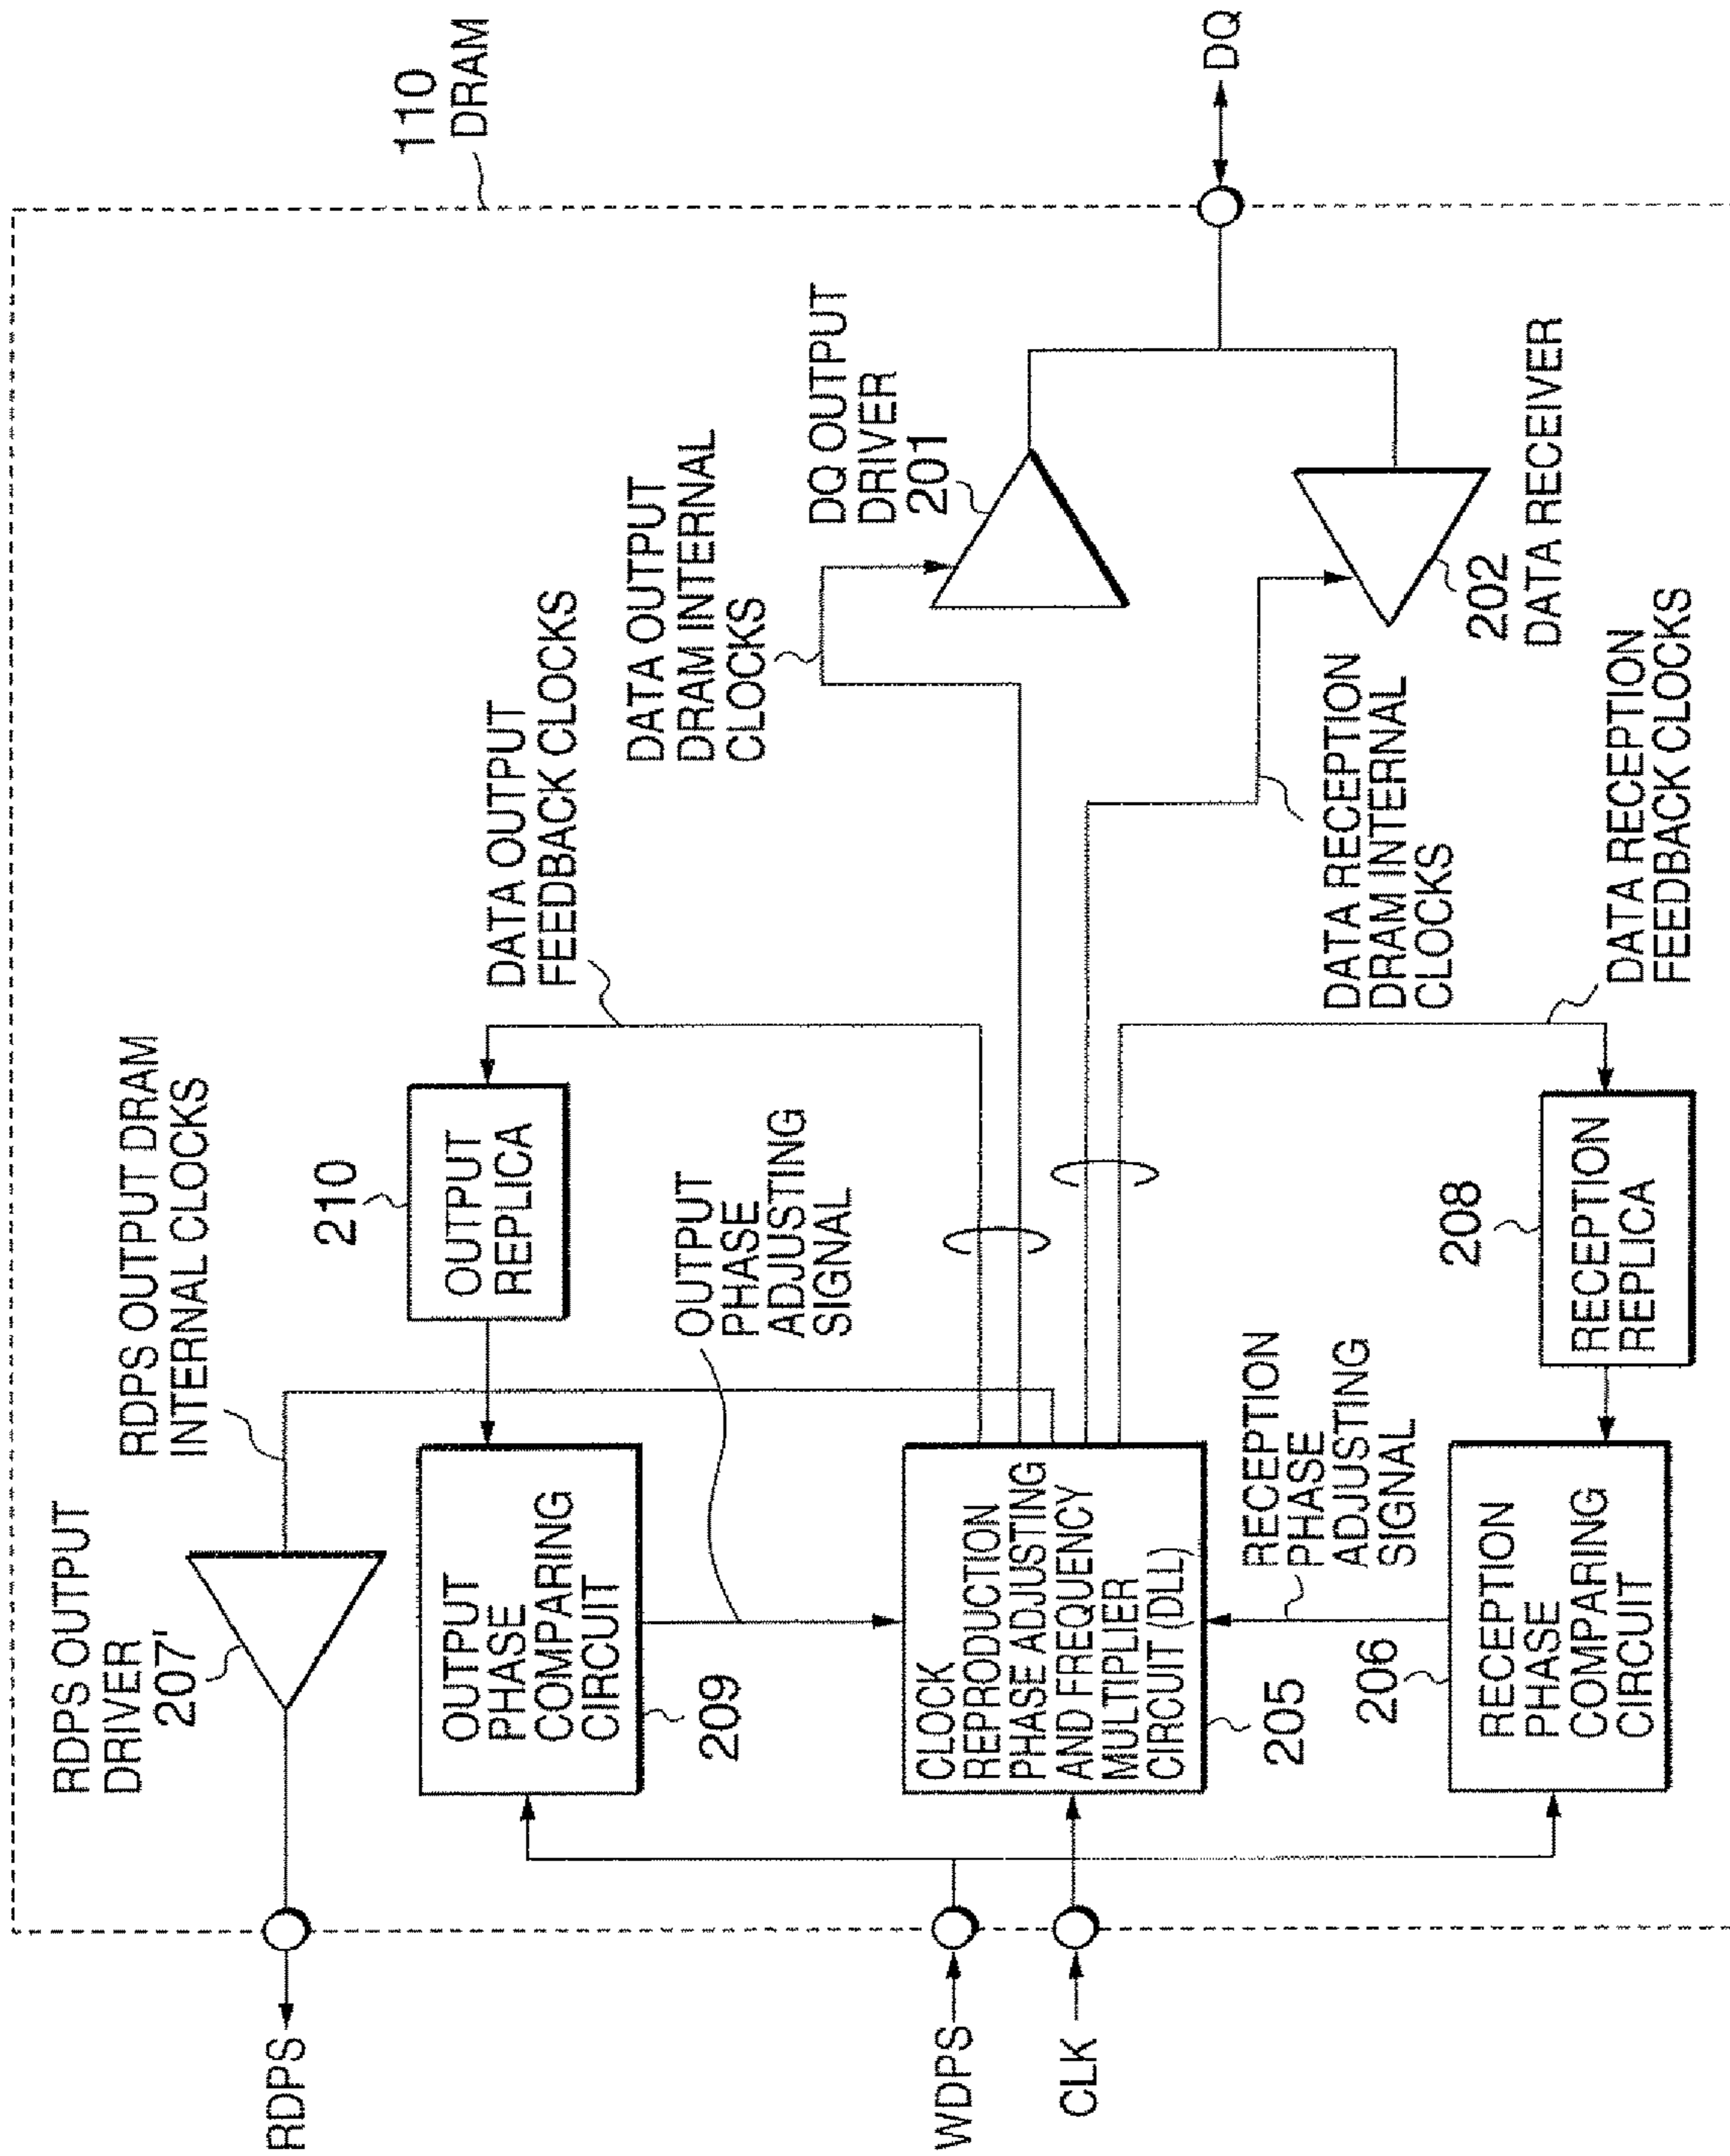 110
DRAM
RDPS OUTPUT
DRIVER
207'
RDPS OUTPUT DRAM
INTERNAL CLOCKS
RDPS
210
OUTPUT
REPLICA
DATA OUTPUT
FEEDBACK CLOCKS
OUTPUT
PHASE
COMPARING
CIRCUIT
209
OUTPUT
PHASE
ADJUSTING
SIGNAL
DATA OUTPUT
DRAM INTERNAL
CLOCKS
DQ OUTPUT
DRIVER
201
DQ
WDPS
CLK
CLOCK
REPRODUCTION
PHASE ADJUSTING
AND FREQUENCY
MULTIPLIER
CIRCUIT (DLL)
205
RECEPTION
PHASE
ADJUSTING
SIGNAL
DATA RECEPTION
DRAM INTERNAL
CLOCKS
202
DATA RECEIVER
206
RECEPTION
PHASE
COMPARING
CIRCUIT
208
RECEPTION
REPLICA
DATA RECEPTION
FEEDBACK CLOCKS